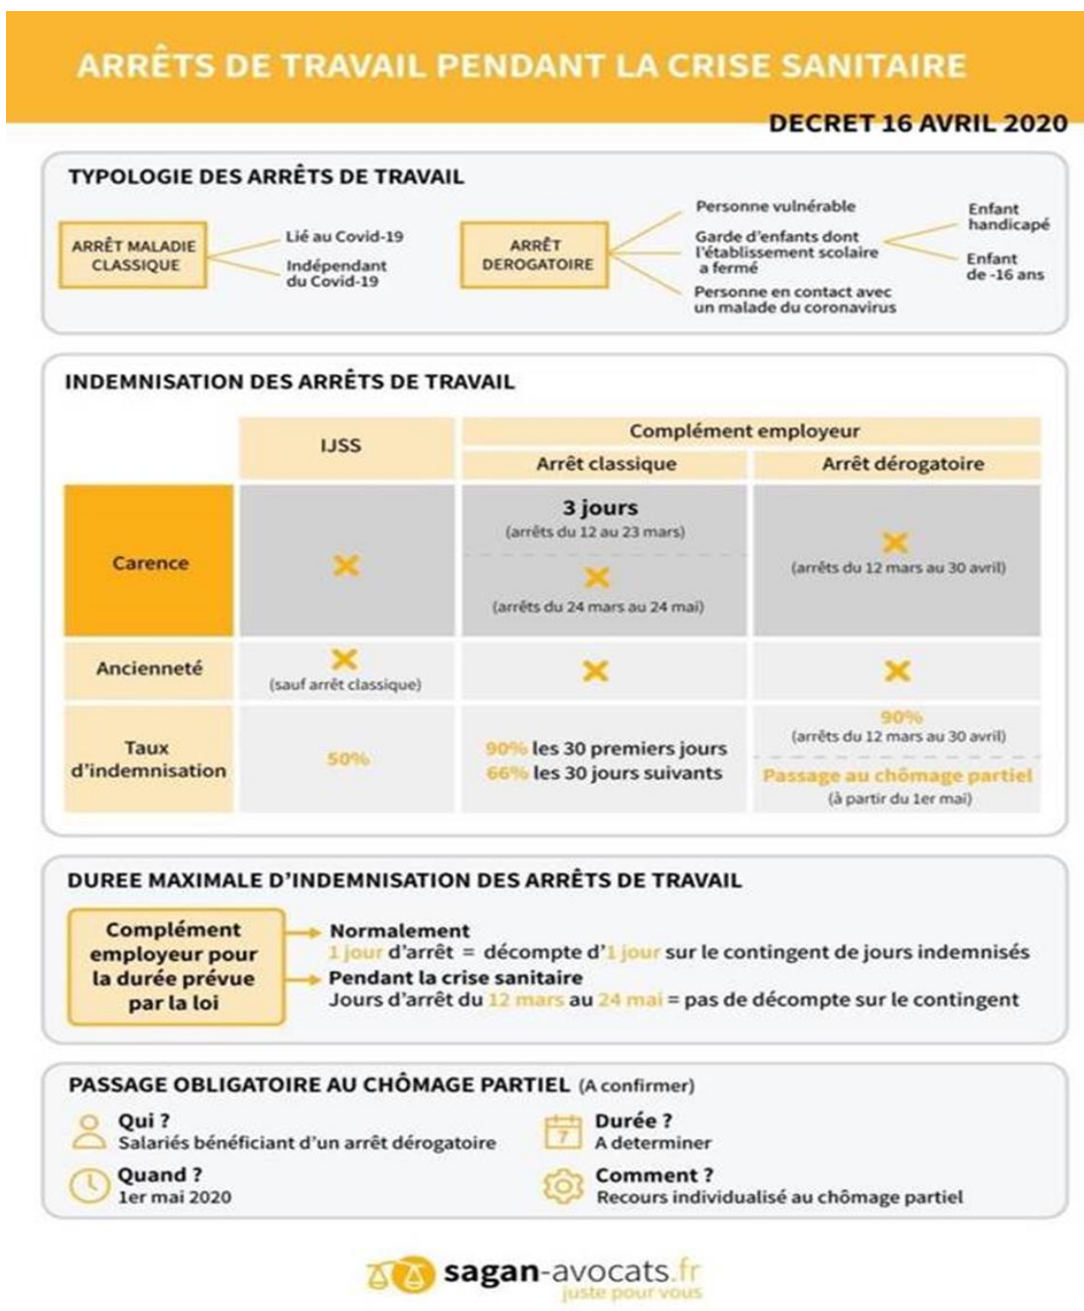 ARRÊTS DE TRAVAIL PENDANT LA CRISE SANITAIRE
DECRET 16 AVRIL 2020
TYPOLOGIE DES ARRÊTS DE TRAVAIL
ARRÊT MALADIE
CLASSIQUE
Lié au Covid-19
Indépendant
du Covid-19
ARRÊT
DEROGATOIRE
Personne vulnérable
Garde d'enfants dont
l'établissement scolaire
a fermé
Personne en contact avec
un malade du coronavirus
Enfant
handicapé
Enfant
de -16 ans
INDEMNISATION DES ARRÊTS DE TRAVAIL
IJSS
Complément employeur
Arrêt classique
Arrêt dérogatoire
Carence
3 jours
(arrêts du 12 au 23 mars)
(arrêts du 24 mars au 24 mai)
(arrêts du 12 mars au 30 avril)
Ancienneté
(sauf arrêt classique)
Taux
d'indemnisation
50%
90% les 30 premiers jours
66% les 30 jours suivants
90%
(arrêts du 12 mars au 30 avril)
Passage au chômage partiel
(à partir du 1er mai)
DUREE MAXIMALE D'INDEMNISATION DES ARRÊTS DE TRAVAIL
Complément
employeur pour
la durée prévue
par la loi
Normalement
1 jour d'arrêt = décompte d'1 jour sur le contingent de jours indemnisés
Pendant la crise sanitaire
Jours d'arrêt du 12 mars au 24 mai = pas de décompte sur le contingent
PASSAGE OBLIGATOIRE AU CHÔMAGE PARTIEL (A confirmer)
Qui ?
Salariés bénéficiant d'un arrêt dérogatoire
Quand ?
1er mai 2020
7
Durée ?
A determiner
Comment ?
Recours individualisé au chômage partiel
sagan-avocats.fr
juste pour vous